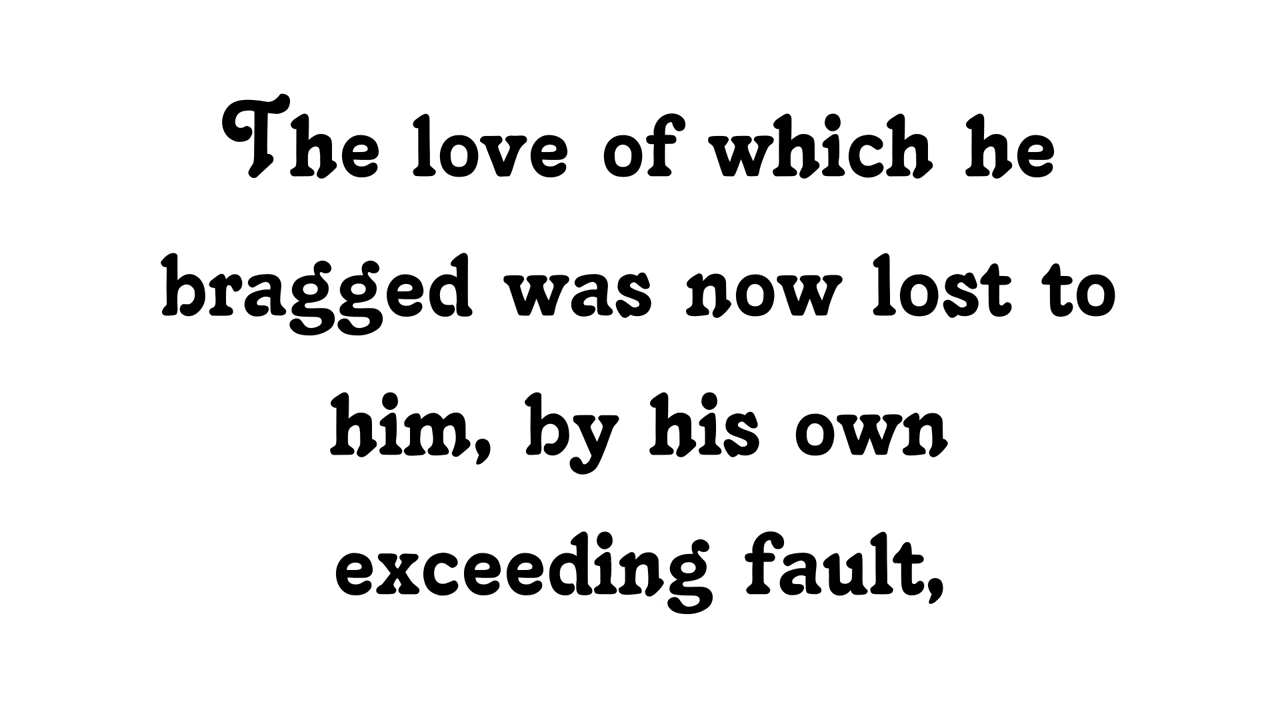 The love of which he
bragged was now lost to
him, by his own
exceeding fault,